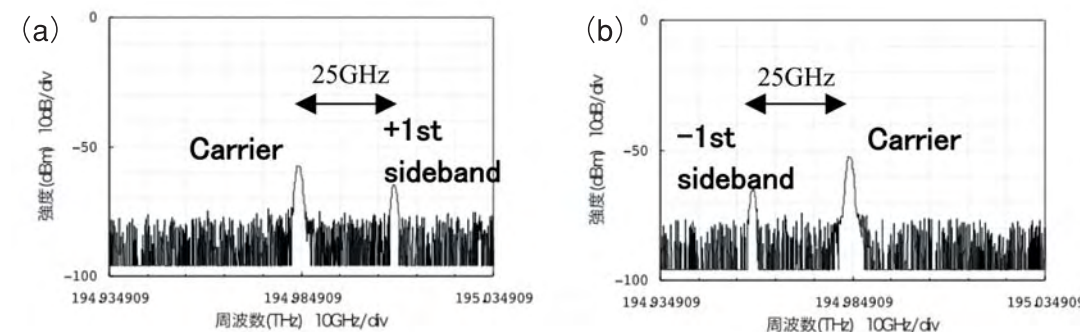 (a)
0
-50
-100
強度(dBm) 10dB/div
25GHz
Carrier
+1st
sideband
194.934909
194.984909
195.034909
周波数(THz) 10GHz/div
(b)
0
-50
-100
強度(dBm) 10dB/div
25GHz
-1st
sideband
Carrier
194.934909
194.984909
195.034909
周波数(THz) 10GHz/div